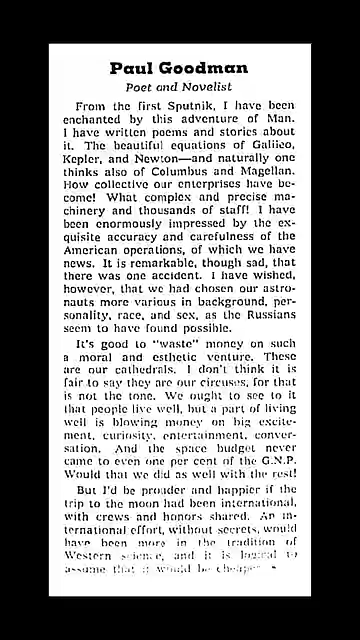 Paul Goodman
Poet and Novelist
From the first Sputnik, I have been
enchanted by this adventure of Man.
I have written poems and stories about
it. The beautiful equations of Galileo,
Kepler, and Newton—and naturally one
thinks also of Columbus and Magellan.
How collective our enterprises have be-
come! What complex and precise ma-
chinery and thousands of staff! I have
been enormously impressed by the ex-
quisite accuracy and carefulness of the
American operations, of which we have
news. It is remarkable, though sad, that
there was one accident. I have wished,
however, that we had chosen our astro-
nauts more various in background, per-
sonality, race, and sex, as the Russians
seem to have found possible.
It's good to "waste" money on such
a moral and esthetic venture. These
are our cathedrals. I don't think it is
fair to say they are our circuses, for that
is not the tone. We ought to see to it
that people live well, but a part of living
well is blowing money on big excite-
ment, curiosity, entertainment, conver-
sation. And the space budget never
came to even one per cent of the G.N.P.
Would that we did as well with the rest!
But I'd be prouder and happier if the
trip to the moon had been international,
with crews and honors shared. An in-
ternational effort, without secrets, would
have been more in the tradition of
Western science, and it is logical to
assume that it would be cheaper